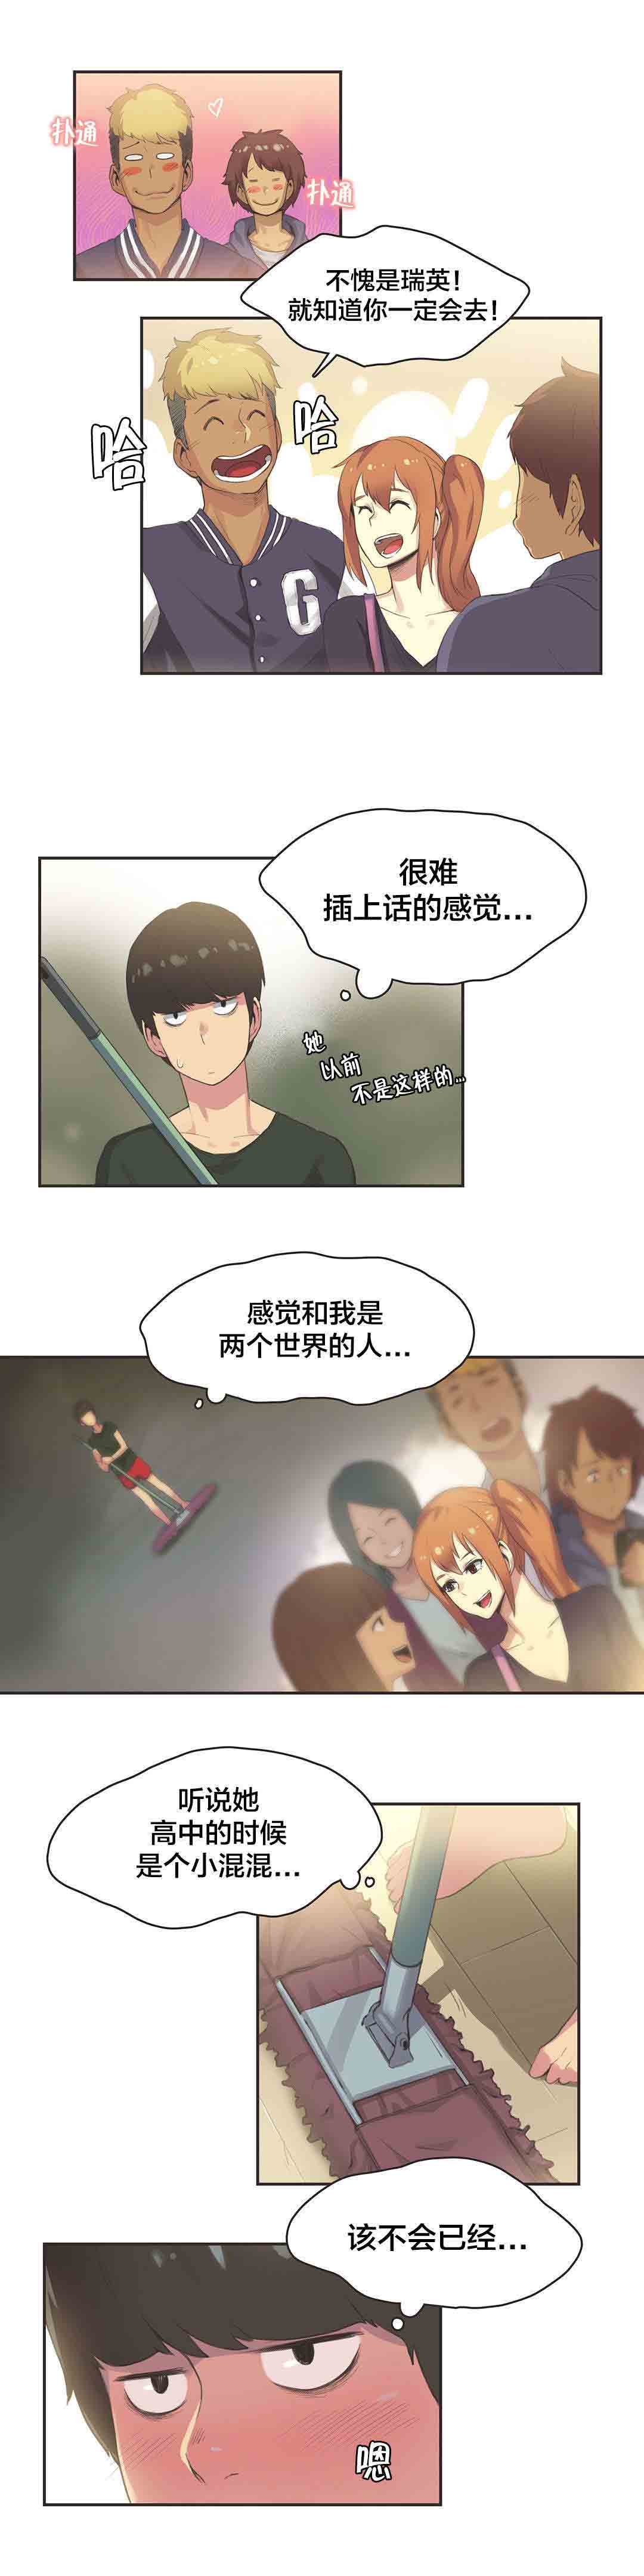 扑通
扑通
不愧是瑞英！
就知道你一定会去！
哈
哈
很难
插上话的感觉...
她
以前
不是这样的...
感觉和我是
两个世界的人...
听说她
高中的时候
是个小混混...
该不会已经...
嗯
G